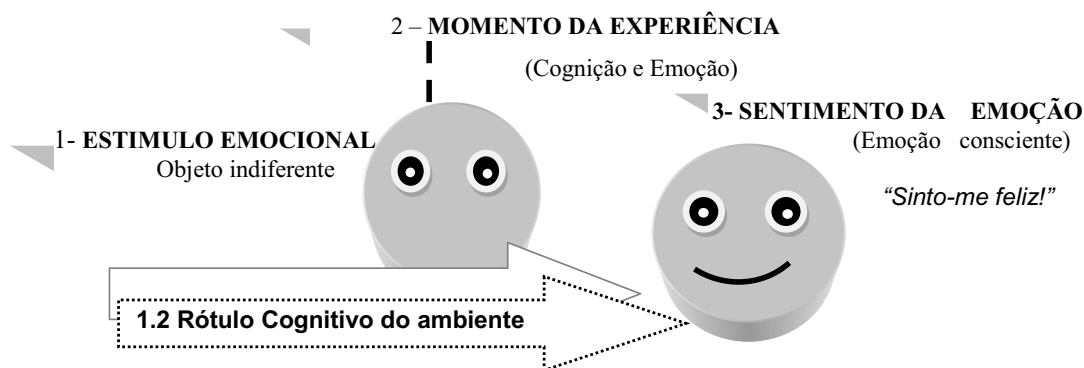 2 – MOMENTO DA EXPERIÊNCIA
(Cognição e Emoção)
3- SENTIMENTO DA EMOÇÃO
(Emoção consciente)
1- ESTIMULO EMOCIONAL
Objeto indiferente
“Sinto-me feliz!”
1.2 Rótulo Cognitivo do ambiente